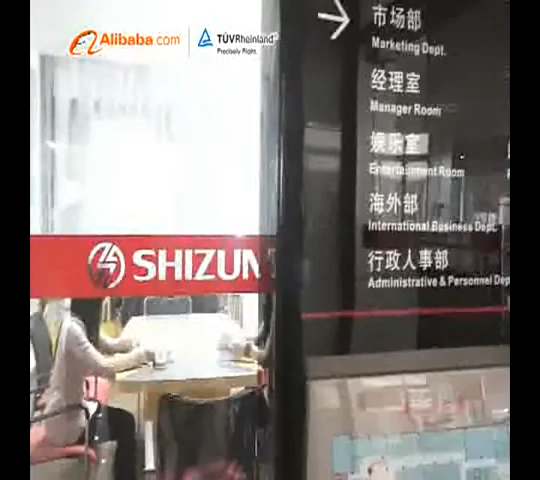 Alibaba.com
TÜVRheinland®
Precisely Right.
市场部
Marketing Dept.
经理室
Manager Room
娱乐室
Entertainment Room
海外部
International Business Dept.
行政人事部
Administrative & Personnel Dep
SHIZUN